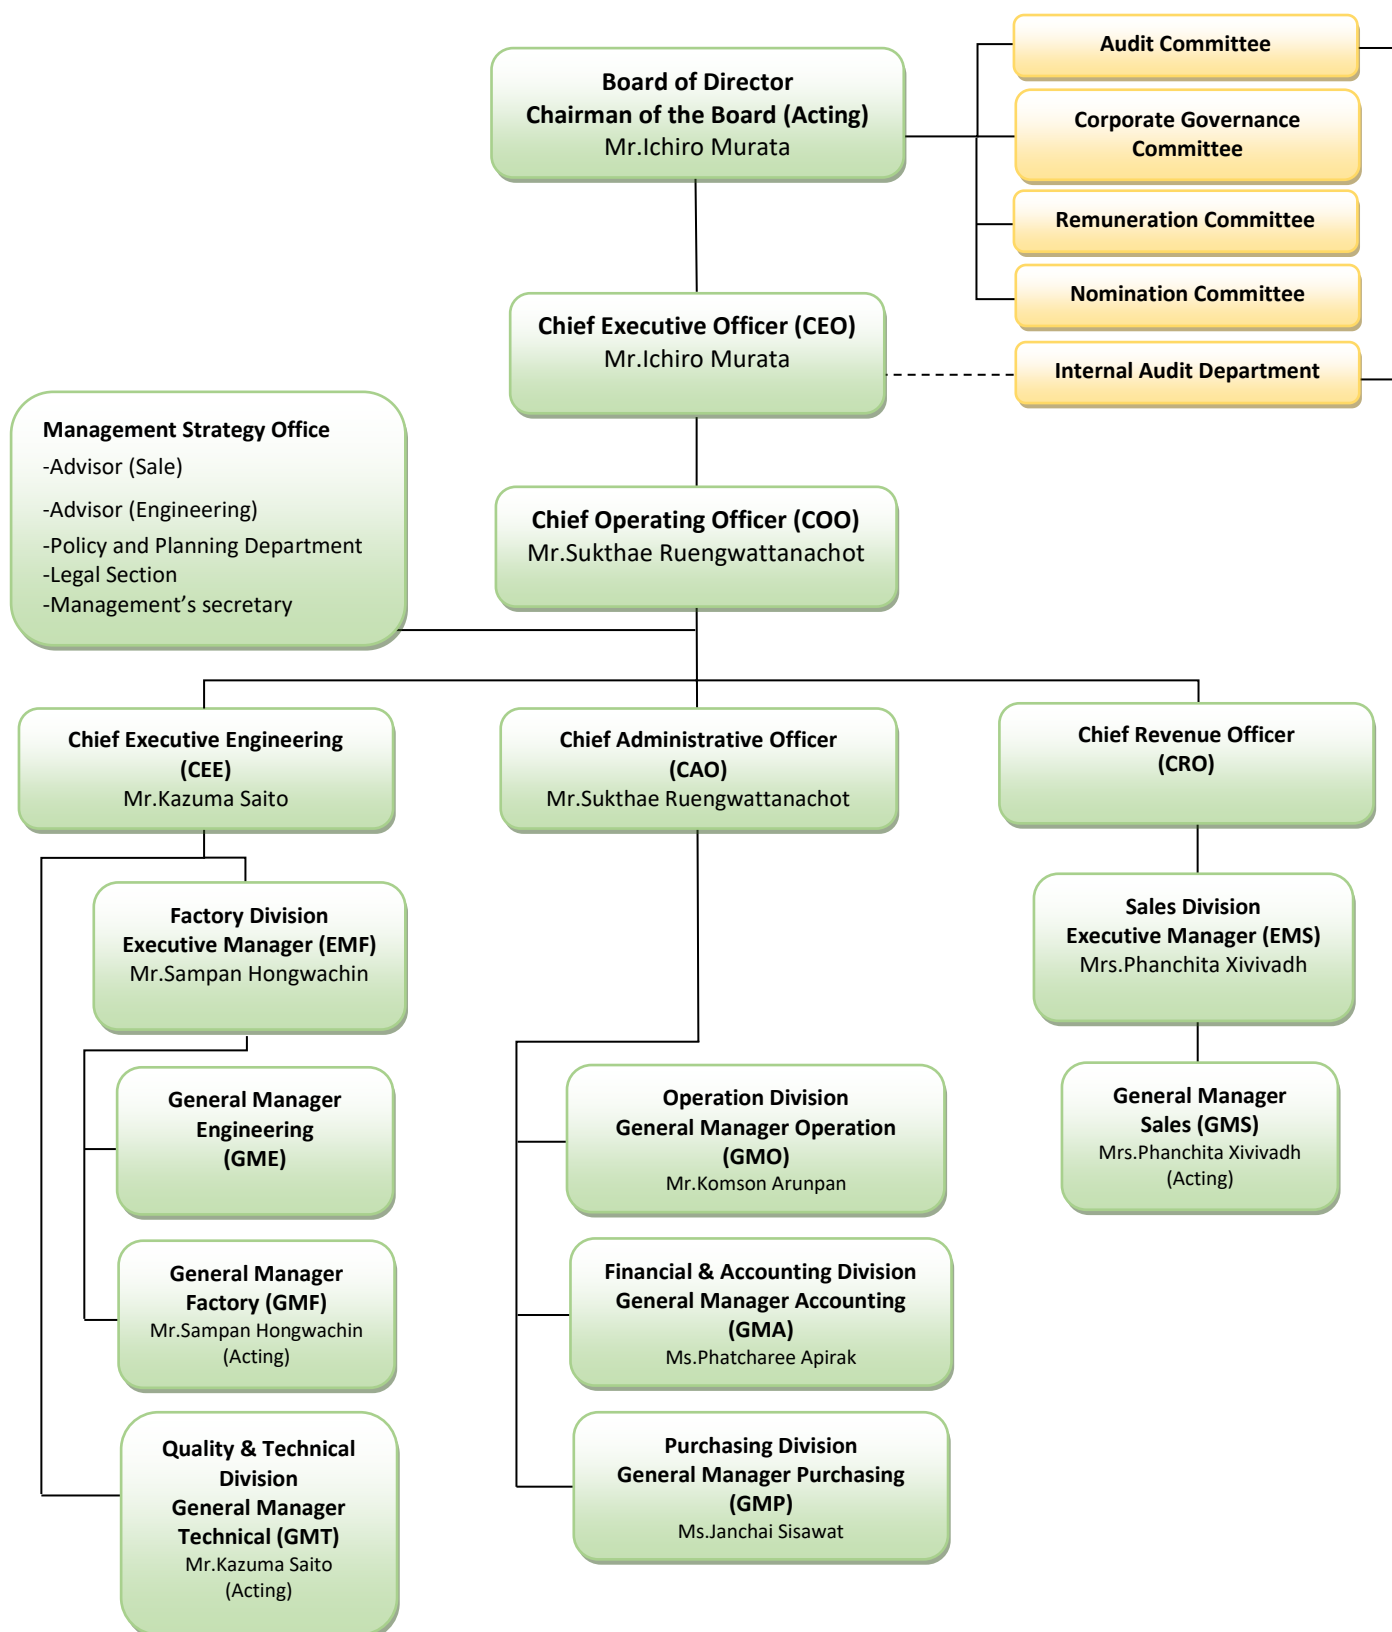 Board of Director
Chairman of the Board (Acting)
Mr.Ichiro Murata
Audit Committee
Corporate Governance
Committee
Remuneration Committee
Nomination Committee
Internal Audit Department
Chief Executive Officer (CEO)
Mr.Ichiro Murata
Management Strategy Office
-Advisor (Sale)
-Advisor (Engineering)
-Policy and Planning Department
-Legal Section
-Management’s secretary
Chief Operating Officer (COO)
Mr.Sukthae Ruengwattanachot
Chief Executive Engineering
(CEE)
Mr.Kazuma Saito
Chief Administrative Officer
(CAO)
Mr.Sukthae Ruengwattanachot
Chief Revenue Officer
(CRO)
Factory Division
Executive Manager (EMF)
Mr.Sampan Hongwachin
General Manager
Engineering
(GME)
General Manager
Factory (GMF)
Mr.Sampan Hongwachin
(Acting)
Quality & Technical
Division
General Manager
Technical (GMT)
Mr.Kazuma Saito
(Acting)
Operation Division
General Manager Operation
(GMO)
Mr.Komson Arunpan
Financial & Accounting Division
General Manager Accounting
(GMA)
Ms.Phatcharee Apirak
Purchasing Division
General Manager Purchasing
(GMP)
Ms.Janchai Sisawat
Sales Division
Executive Manager (EMS)
Mrs.Phanchita Xivivadh
General Manager
Sales (GMS)
Mrs.Phanchita Xivivadh
(Acting)